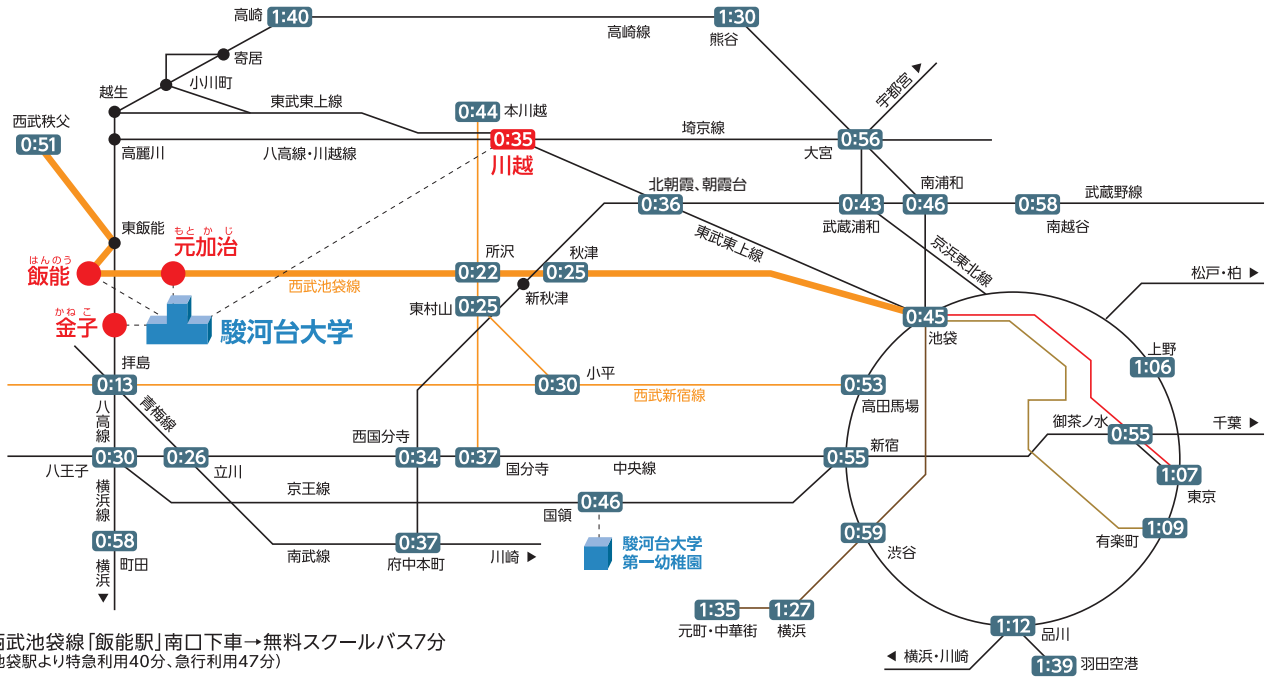 高崎
1:40
1:30
高崎線
熊谷
寄居
小川町
宇都宮
越生
東武東上線
0:44
本川越
西武秩父
0:51
0:35
川越
埼京線
0:56
大宮
高麗川
八高線・川越線
北朝霞、朝霞台
0:36
0:43
武蔵浦和
南浦和
0:46
0:58
南越谷
武蔵野線
東飯能
もと か じ
元加治
はんのう
飯能
所沢
0:22
秋津
0:25
東武東上線
京浜東北線
松戸・柏
西武池袋線
新秋津
東村山
0:25
かね こ
金子
駿河台大学
0:45
池袋
上野
1:06
拝島
0:13
小平
0:30
西武新宿線
0:53
高田馬場
八高線
青梅線
御茶ノ水
0:55
千葉
西国分寺
新宿
八王子
0:30
0:26
立川
0:34
0:37
国分寺
中央線
0:55
1:07
東京
横浜線
京王線
0:46
国領
1:09
有楽町
0:58
町田
南武線
0:37
府中本町
川崎
駿河台大学
第一幼稚園
0:59
渋谷
横浜
1:35
元町・中華街
1:27
横浜
1:12
品川
西武池袋線「飯能駅」南口下車→無料スクールバス7分
池袋駅より特急利用40分、急行利用47分）
横浜・川崎
1:39
羽田空港